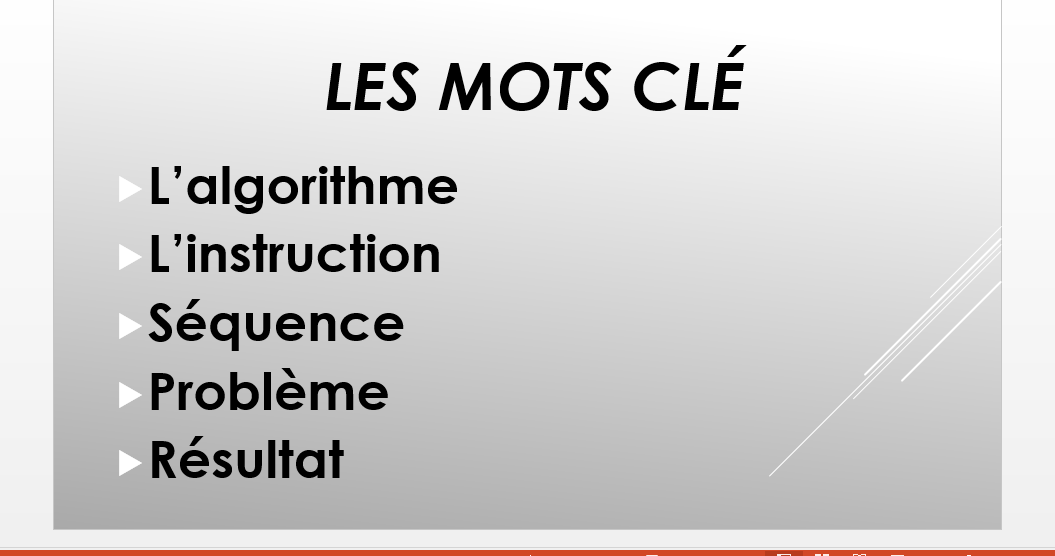 LES MOTS CLÉ
L’algorithme
L’instruction
Séquence
Problème
Résultat